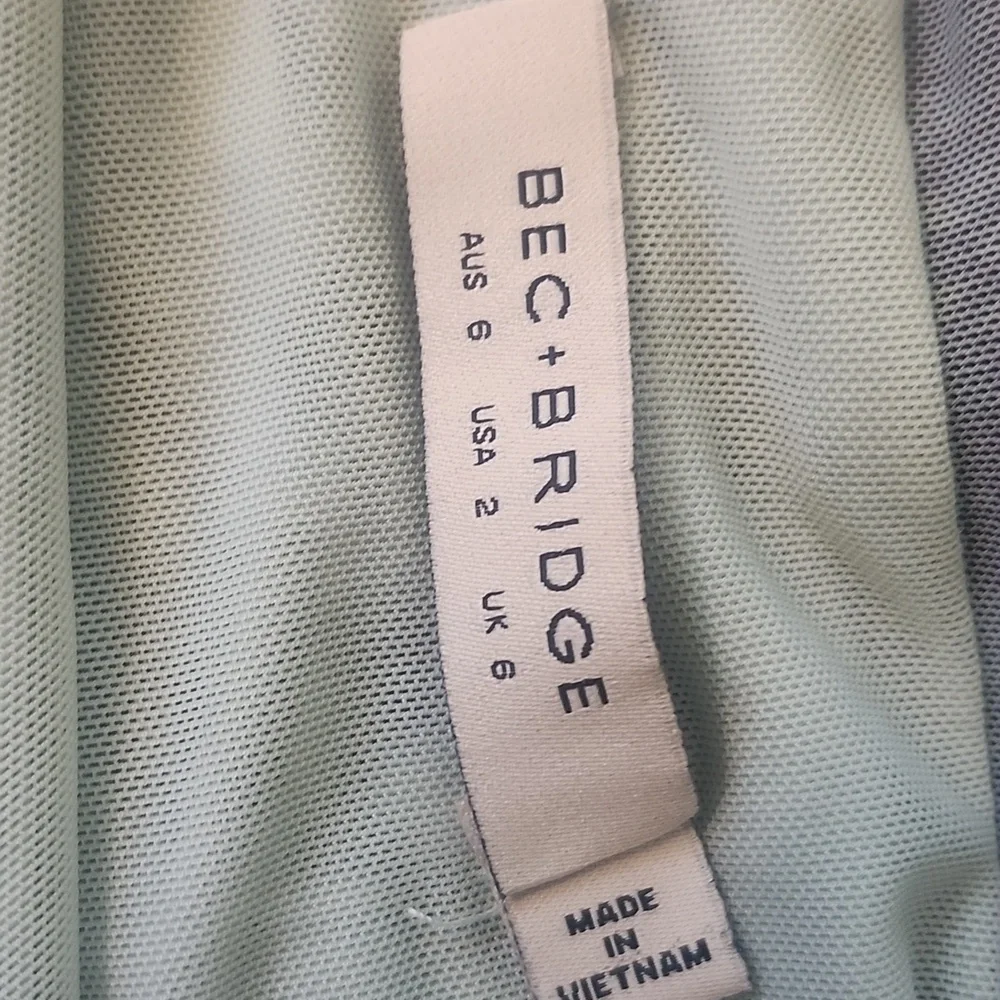 BEC+BRIDGE
AUS 6 USA 2 UK 6
MADE
IN
VIETNAM